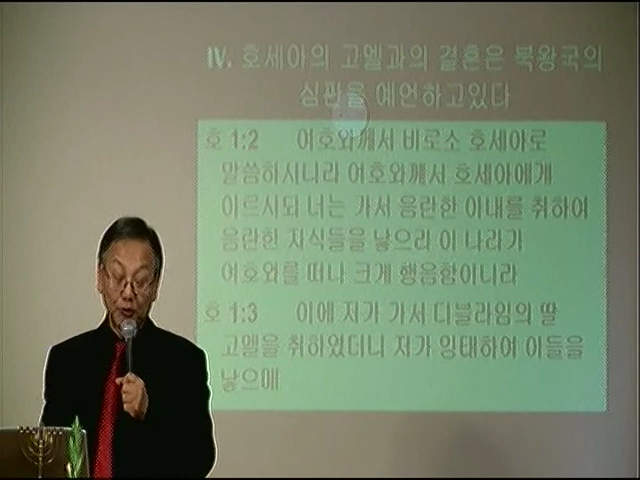 IV. 호세아의 고멜과의 결혼은 북왕국의
심판을 예언하고있다
호 1:2 여호와께서 비로소 호세아로
말씀하시니라 여호와께서 호세아에게
이르시되 너는 가서 음란한 아내를 취하여
음란한 자식들을 낳으라 이 나라가
여호와를 떠나 크게 행음함이니라
호 1:3 이에 저가 가서 디블라임의 딸
고멜을 취하였더니 저가 잉태하여 아들을
낳으매